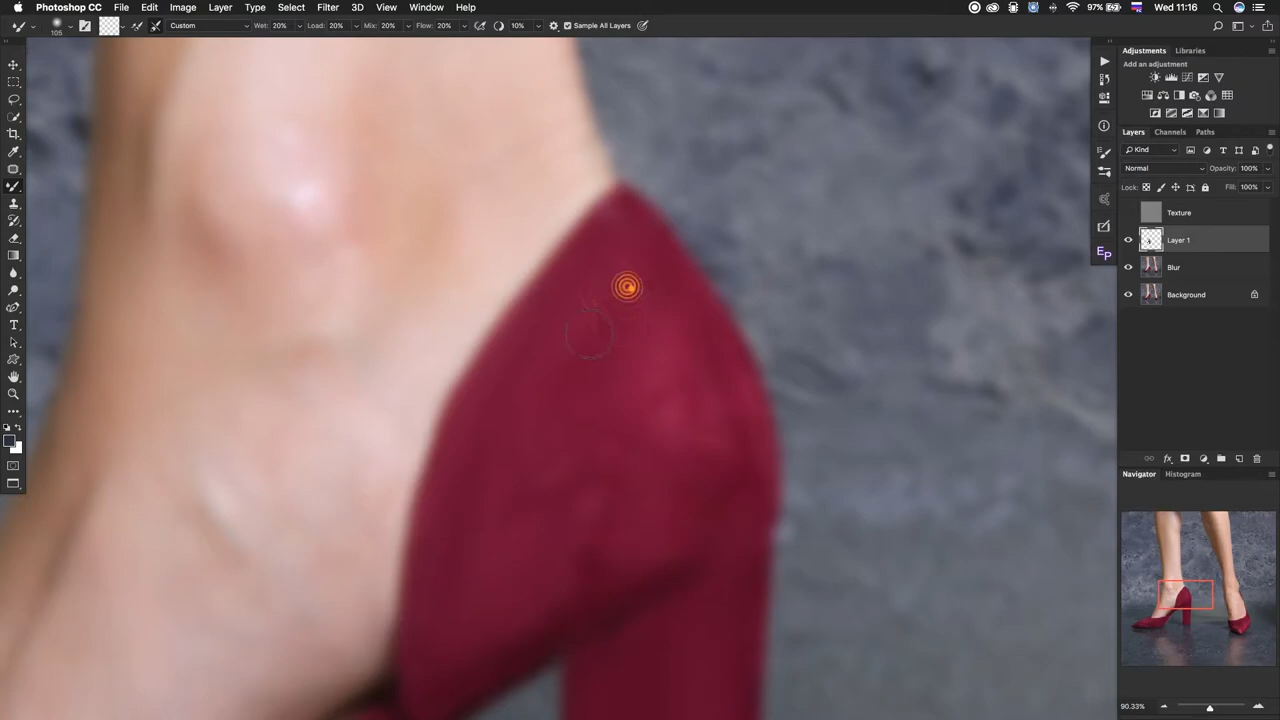 Photoshop CC File Edit Image Layer Type Select Filter 3D View Window Help 97% Wed 11:16
105 Custom Wet: 20% Load: 20% Mix: 20% Flow: 20% 10% Sample All Layers
Adjustments Libraries
Add an adjustment
Layers Channels Paths
Kind
Normal Opacity: 100%
Lock: Fill: 100%
Texture
Layer 1
Blur
Background
EP
Navigator Histogram
90.33%